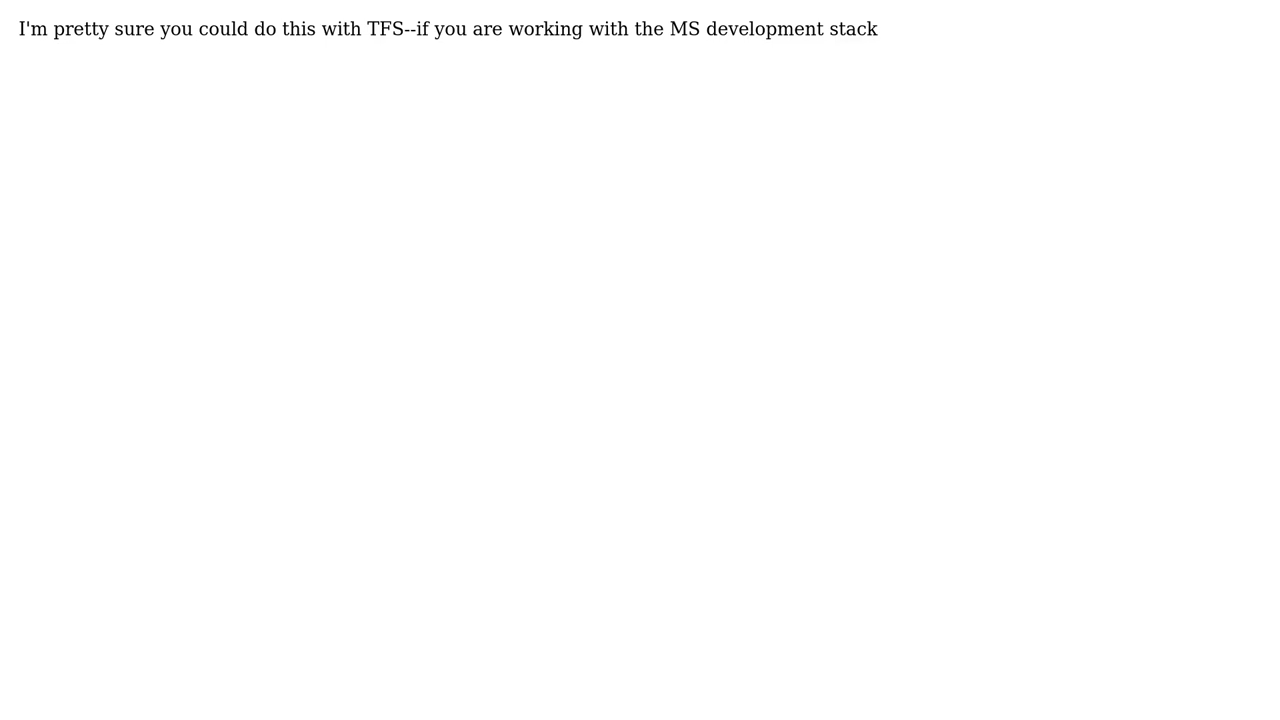 I'm pretty sure you could do this with TFS--if you are working with the MS development stack